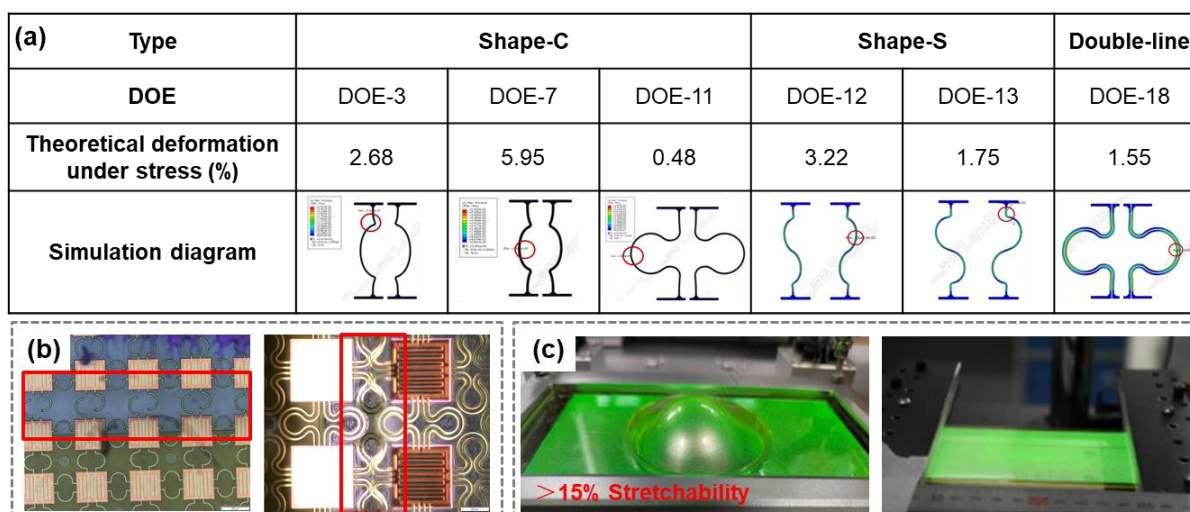 (a)
Type Shape-C Shape-S Double-line
DOE DOE-3 DOE-7 DOE-11 DOE-12 DOE-13 DOE-18
Theoretical deformation
under stress (%) 2.68 5.95 0.48 3.22 1.75 1.55
Simulation diagram
(b)
(c)
>15% Stretchability